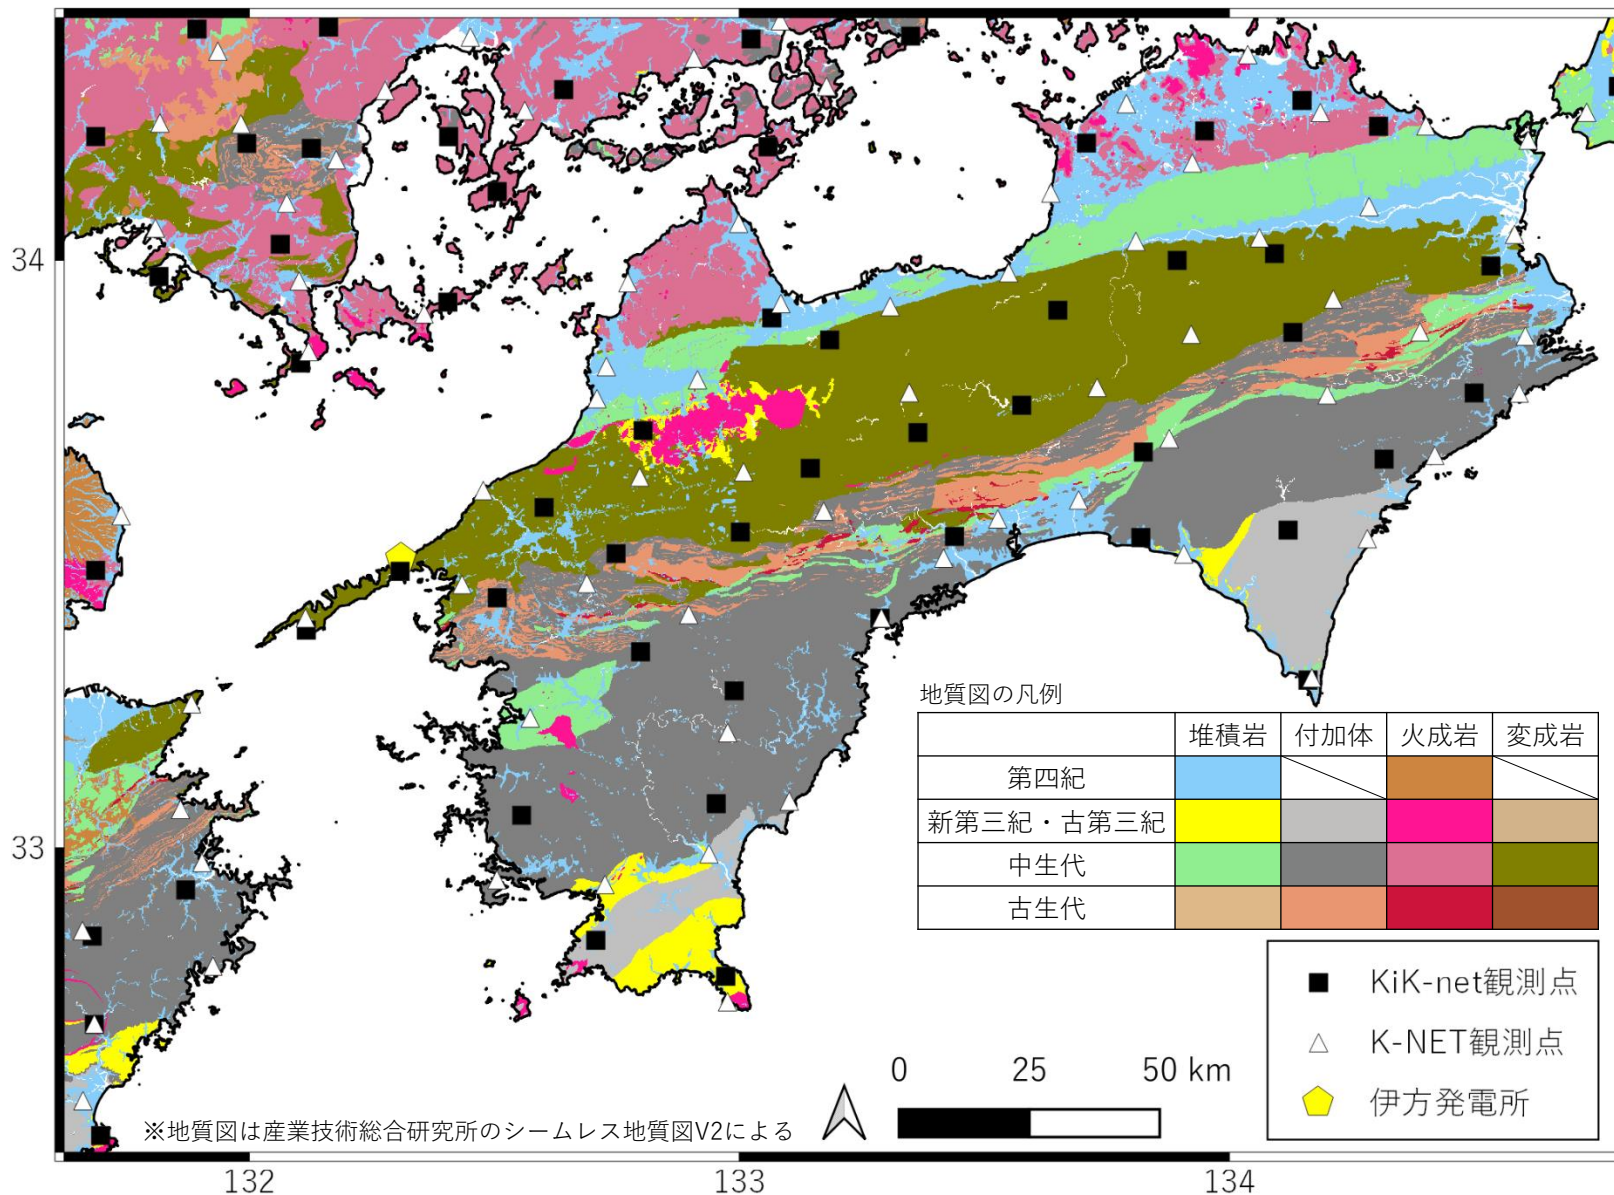 34
33
132
133
134
地質図の凡例
堆積岩 付加体 火成岩 変成岩
第四紀
新第三紀・古第三紀
中生代
古生代
KiK-net観測点
K-NET観測点
伊方発電所
0 25 50 km
※地質図は産業技術総合研究所のシームレス地質図V2による